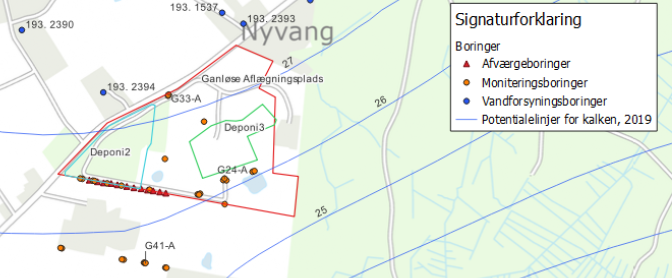 193. 1537
193. 2393
193. 2390
Nyvang
27
Ganløse Aflægningsplads
193. 2394
G33-A
26
Deponi3
Deponi2
G24-A
25
G41-A
Signaturforklaring
Boringer
Afværgeboringer
Moniteringsboringer
Vandforsyningsboringer
Potentialelinjer for kalken, 2019